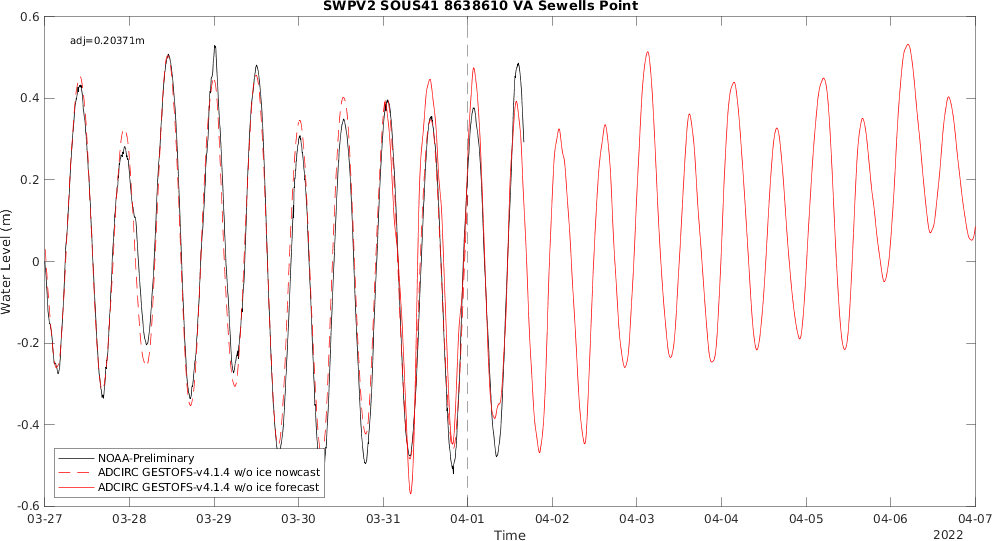 SWPV2 SOUS41 8638610 VA Sewells Point
adj=0.20371m
Water Level (m)
0.6
0.4
0.2
0
-0.2
-0.4
-0.6
NOAA-Preliminary
ADCIRC GESTOFS-v4.1.4 w/o ice nowcast
ADCIRC GESTOFS-v4.1.4 w/o ice forecast
03-27 03-28 03-29 03-30 03-31 04-01 04-02 04-03 04-04 04-05 04-06 04-07
Time
2022